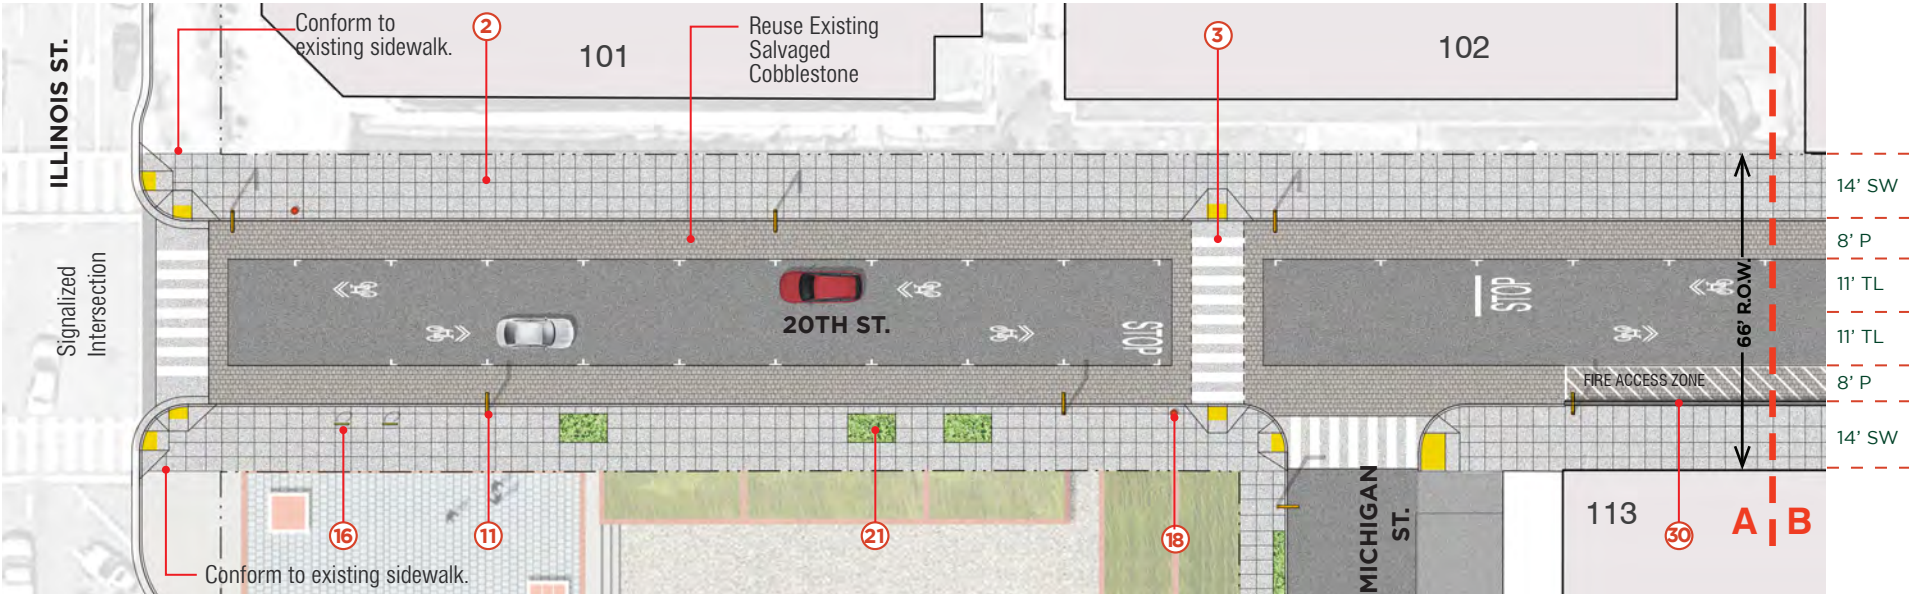 Conform to
existing sidewalk.
2
Reuse Existing
Salvaged
Cobblestone
101
3
102
ILLINOIS ST.
14’ SW
8’ P
11’ TL
11’ TL
8’ P
14’ SW
66’ R.O.W.
Signalized
Intersection
20TH ST.
STOP
STOP
FIRE ACCESS ZONE
16
11
21
18
30
MICHIGAN
ST.
113
A
B
Conform to existing sidewalk.